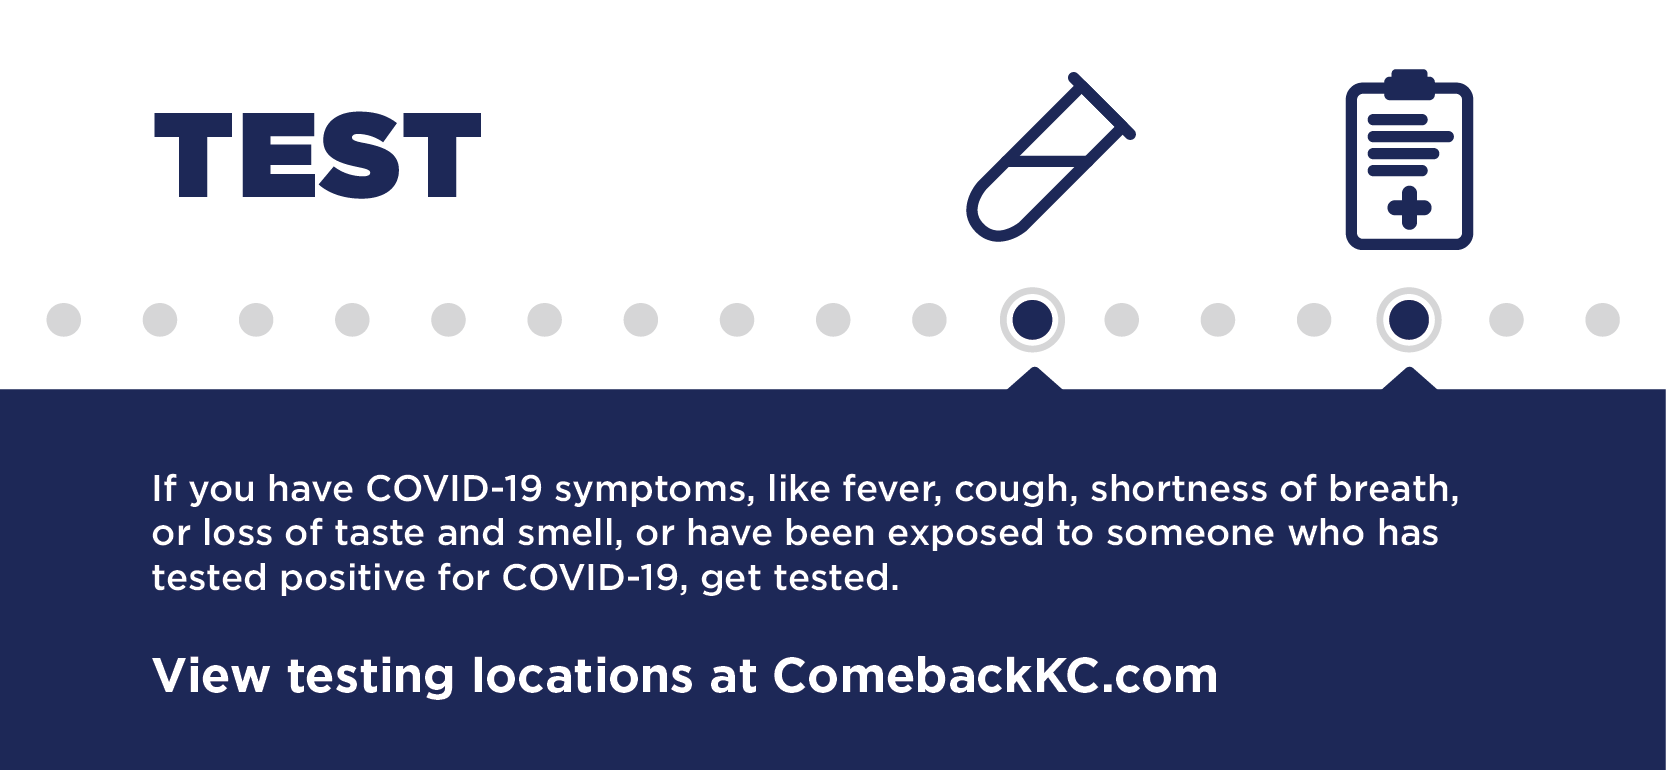 TEST
If you have COVID-19 symptoms, like fever, cough, shortness of breath,
or loss of taste and smell, or have been exposed to someone who has
tested positive for COVID-19, get tested.
View testing locations at ComebackKC.com